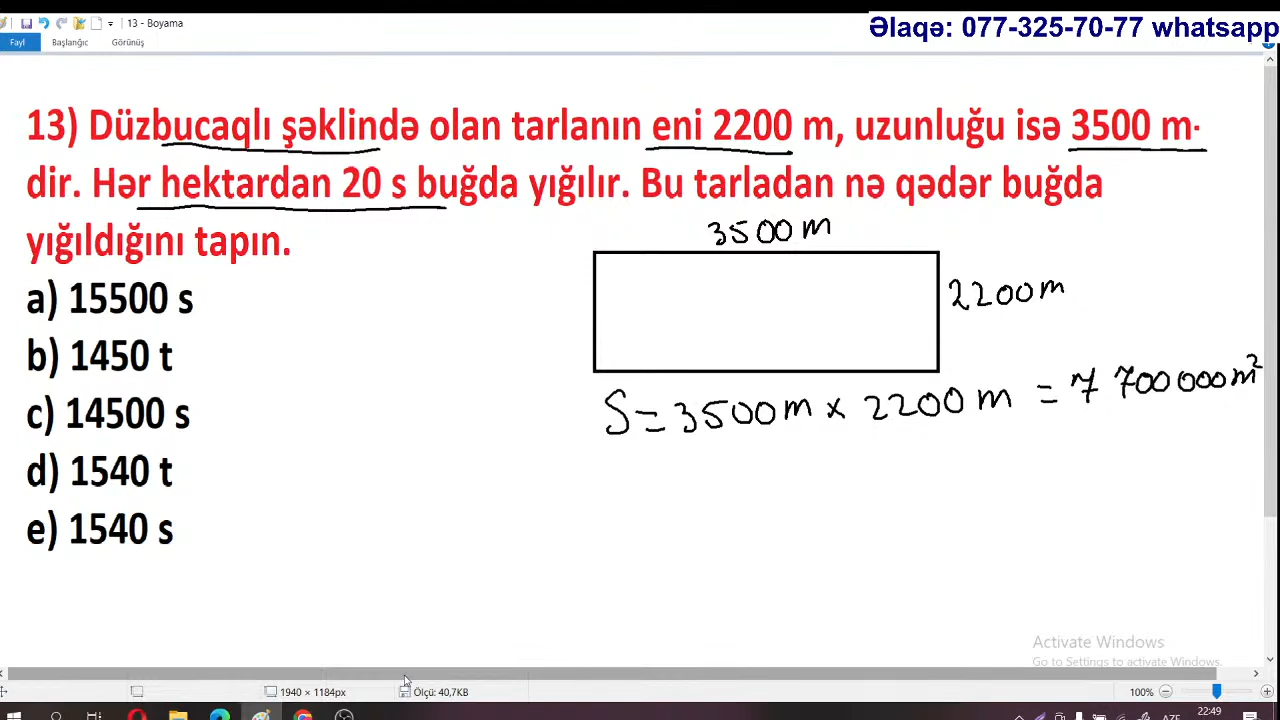 13 - Boyama
Əlaqə: 077-325-70-77 whatsapp
Fayl Başlanğıc Görünüş
13) Düzbucaqlı şəklində olan tarlanın eni 2200 m, uzunluğu isə 3500 m-
dir. Hər hektardan 20 s buğda yığılır. Bu tarladan nə qədər buğda
yığıldığını tapın.
3500 m
2200 m
a) 15500 s
b) 1450 t
c) 14500 s
d) 1540 t
e) 1540 s
S = 3500 m x 2200 m = 7 700 000 m²
Activate Windows
Go to Settings to activate Windows.
1940 × 1184px Ölçü: 40,7KB 100%
AZE 22:49